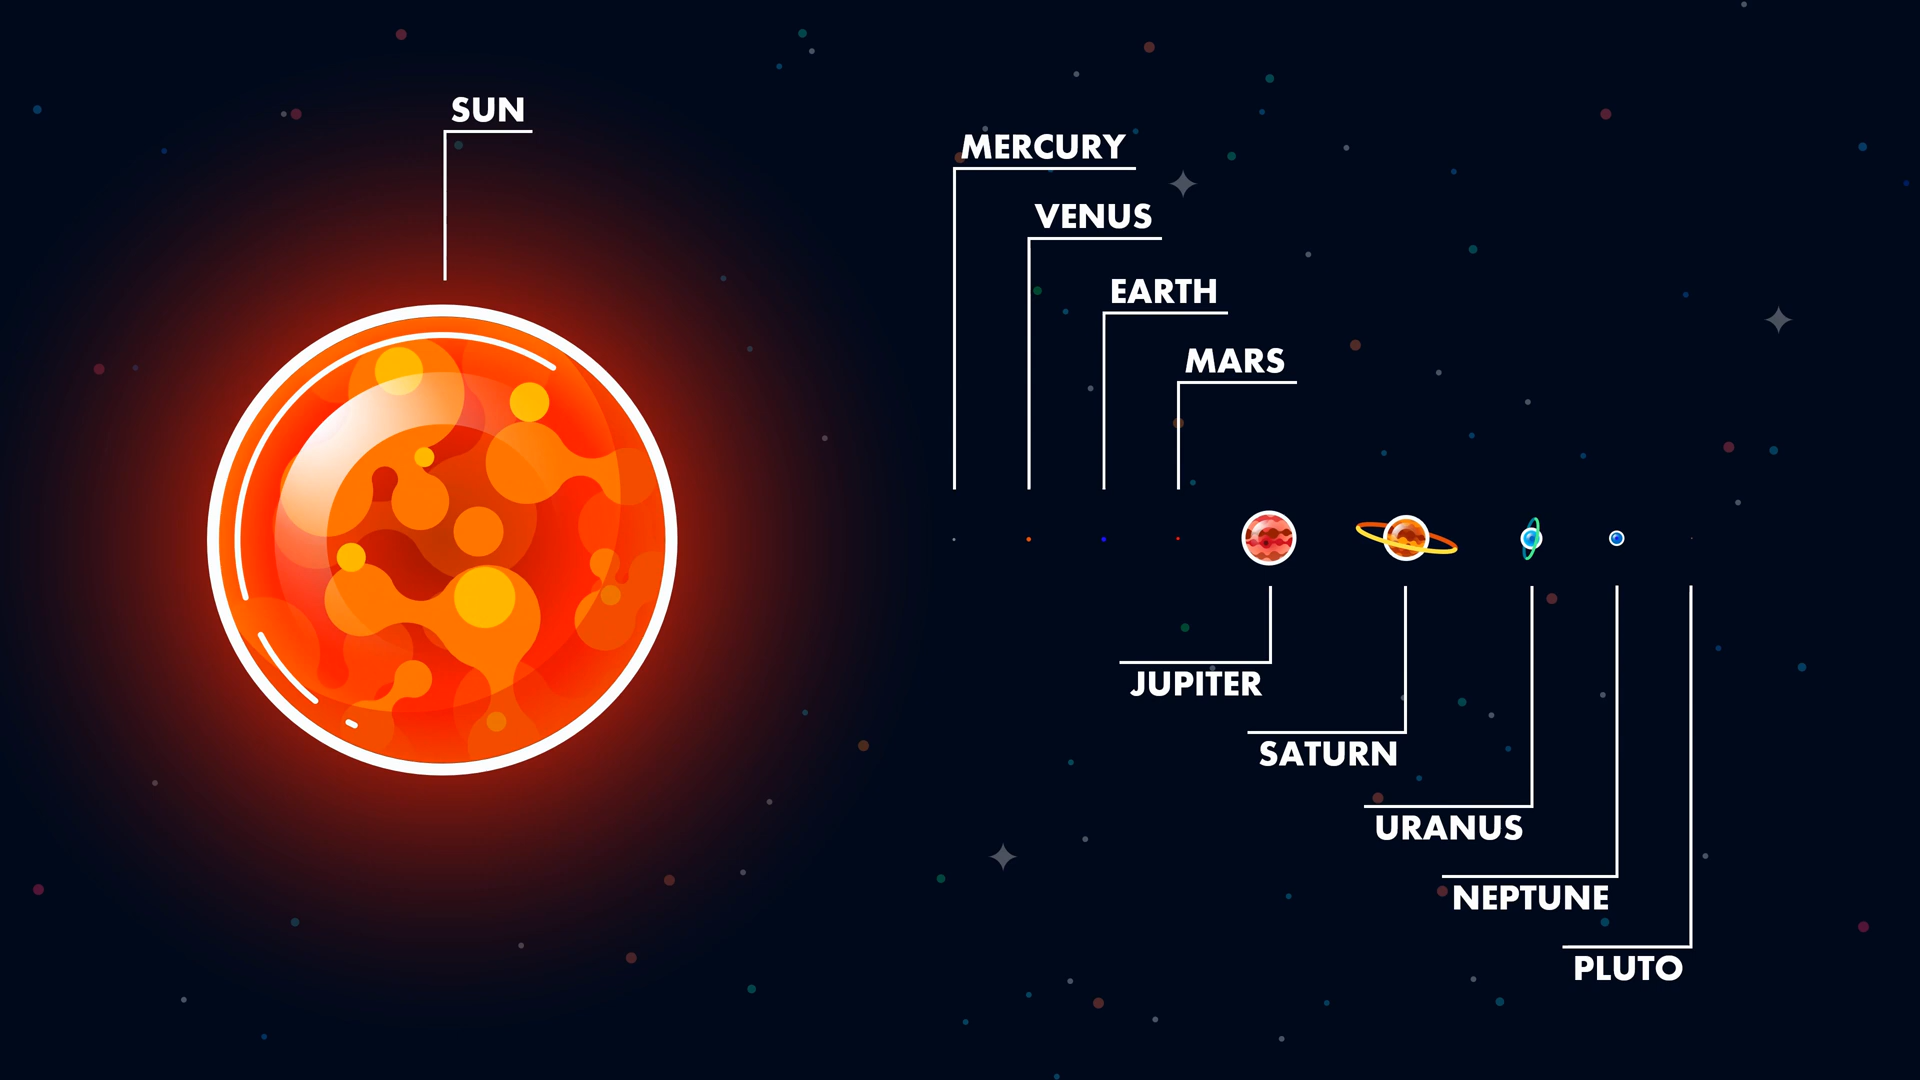 SUN
MERCURY
VENUS
EARTH
MARS
JUPITER
SATURN
URANUS
NEPTUNE
PLUTO